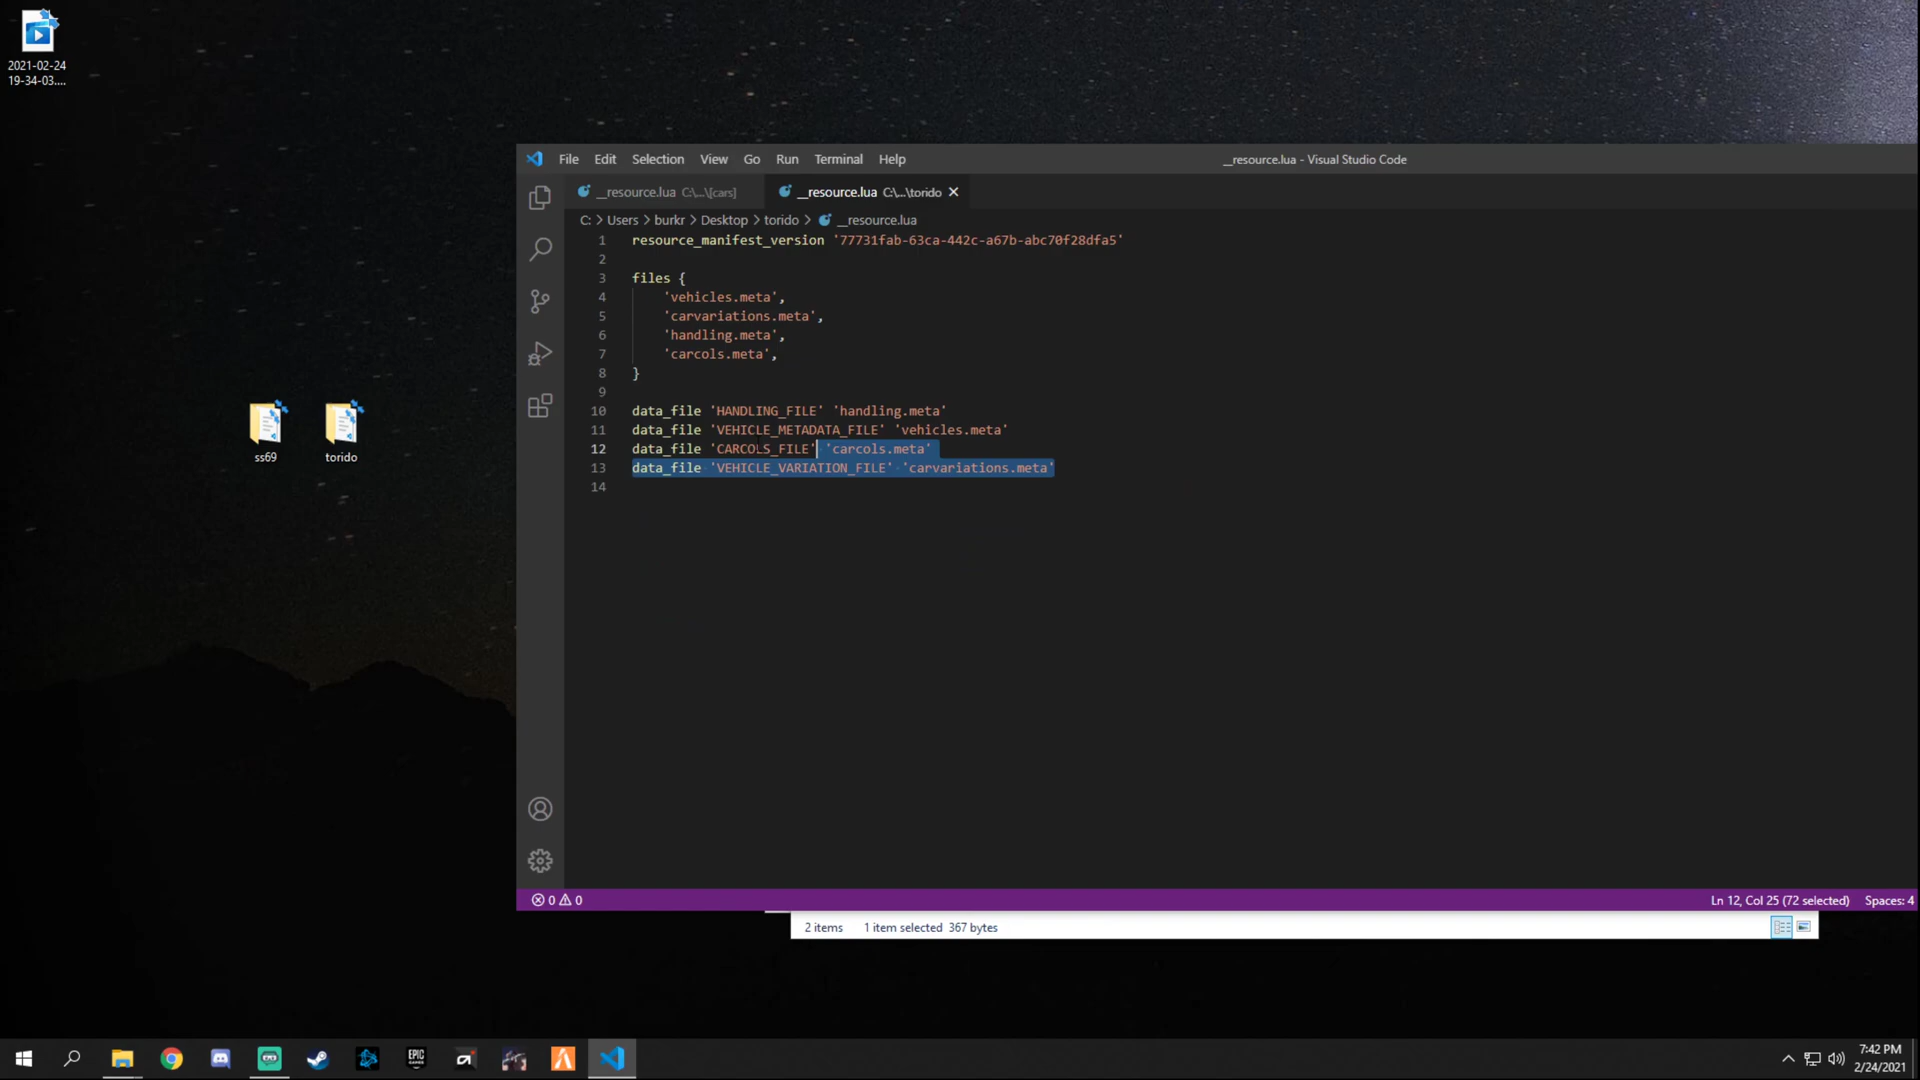 2021-02-24
19-34-03....
ss69
torido
File Edit Selection View Go Run Terminal Help
__resource.lua - Visual Studio Code
__resource.lua C:\...\[cars]
__resource.lua C:\...\torido
C: > Users > burkr > Desktop > torido > __resource.lua
1 resource_manifest_version '77731fab-63ca-442c-a67b-abc70f28dfa5'
2
3 files {
4 'vehicles.meta',
5 'carvariations.meta',
6 'handling.meta',
7 'carcols.meta',
8 }
9
10 data_file 'HANDLING_FILE' 'handling.meta'
11 data_file 'VEHICLE_METADATA_FILE' 'vehicles.meta'
12 data_file 'CARCOLS_FILE' 'carcols.meta'
13 data_file 'VEHICLE_VARIATION_FILE' 'carvariations.meta'
14
0 0
Ln 12, Col 25 (72 selected) Spaces: 4
2 items 1 item selected 367 bytes
EPIC GAMES
7:42 PM
2/24/2021